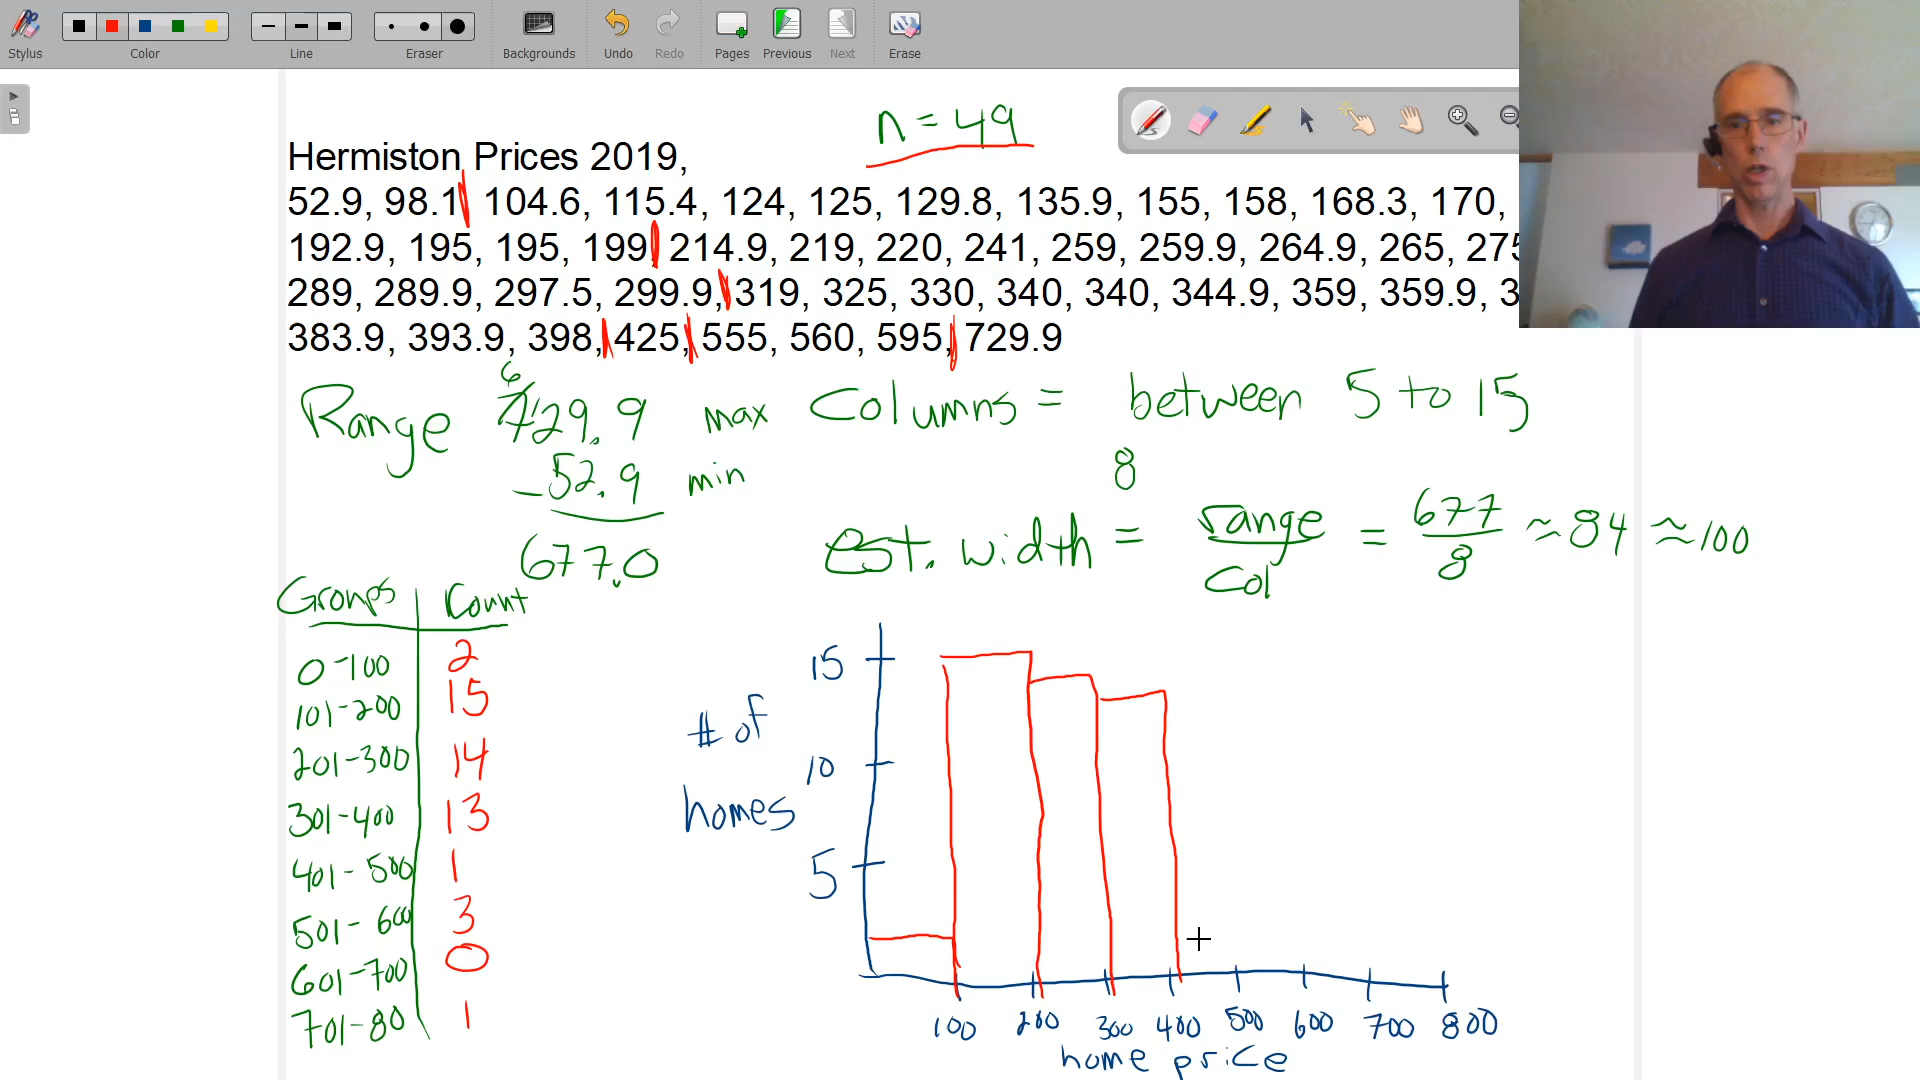 Stylus Color Line Eraser Backgrounds Undo Redo Pages Previous Next Erase
n = 49
Hermiston Prices 2019,
52.9, 98.1, 104.6, 115.4, 124, 125, 129.8, 135.9, 155, 158, 168.3, 170,
192.9, 195, 195, 199, 214.9, 219, 220, 241, 259, 259.9, 264.9, 265, 275
289, 289.9, 297.5, 299.9, 319, 325, 330, 340, 340, 344.9, 359, 359.9, 3
383.9, 393.9, 398, 425, 555, 560, 595, 729.9
Range 729.9 max
6
- 52.9 min
677.0
Columns = between 5 to 15
8
est. width = range/col = 677/8 ≈ 84 ≈ 100
Groups Count
0-100 2
101-200 15
201-300 14
301-400 13
401-500 1
501-600 3
601-700 0
701-80 1
# of
homes
15
10
5
100 200 300 400 500 600 700 800
home price